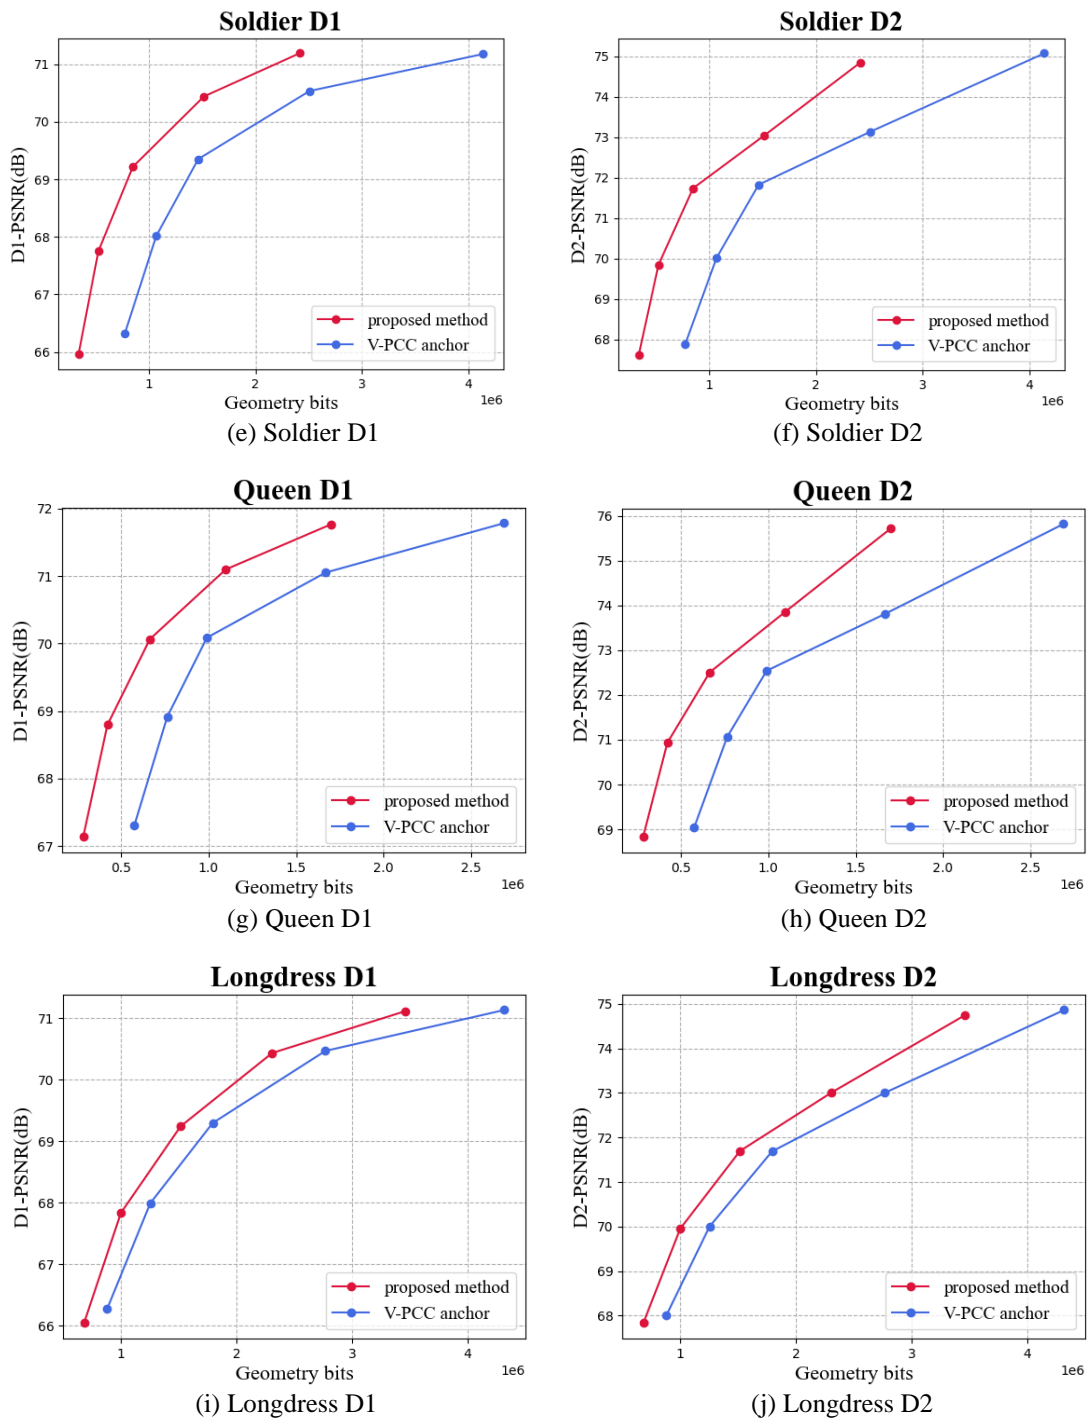 Soldier D1
71
70
69
68
67
66
D1-PSNR(dB)
proposed method
V-PCC anchor
1 2 3 4
1e6
Geometry bits
(e) Soldier D1
Soldier D2
75
74
73
72
71
70
69
68
D2-PSNR(dB)
proposed method
V-PCC anchor
1 2 3 4
1e6
Geometry bits
(f) Soldier D2
Queen D1
72
71
70
69
68
67
D1-PSNR(dB)
proposed method
V-PCC anchor
0.5 1.0 1.5 2.0 2.5
1e6
Geometry bits
(g) Queen D1
Queen D2
76
75
74
73
72
71
70
69
D2-PSNR(dB)
proposed method
V-PCC anchor
0.5 1.0 1.5 2.0 2.5
1e6
Geometry bits
(h) Queen D2
Longdress D1
71
70
69
68
67
66
D1-PSNR(dB)
proposed method
V-PCC anchor
1 2 3 4
1e6
Geometry bits
(i) Longdress D1
Longdress D2
75
74
73
72
71
70
69
68
D2-PSNR(dB)
proposed method
V-PCC anchor
1 2 3 4
1e6
Geometry bits
(j) Longdress D2